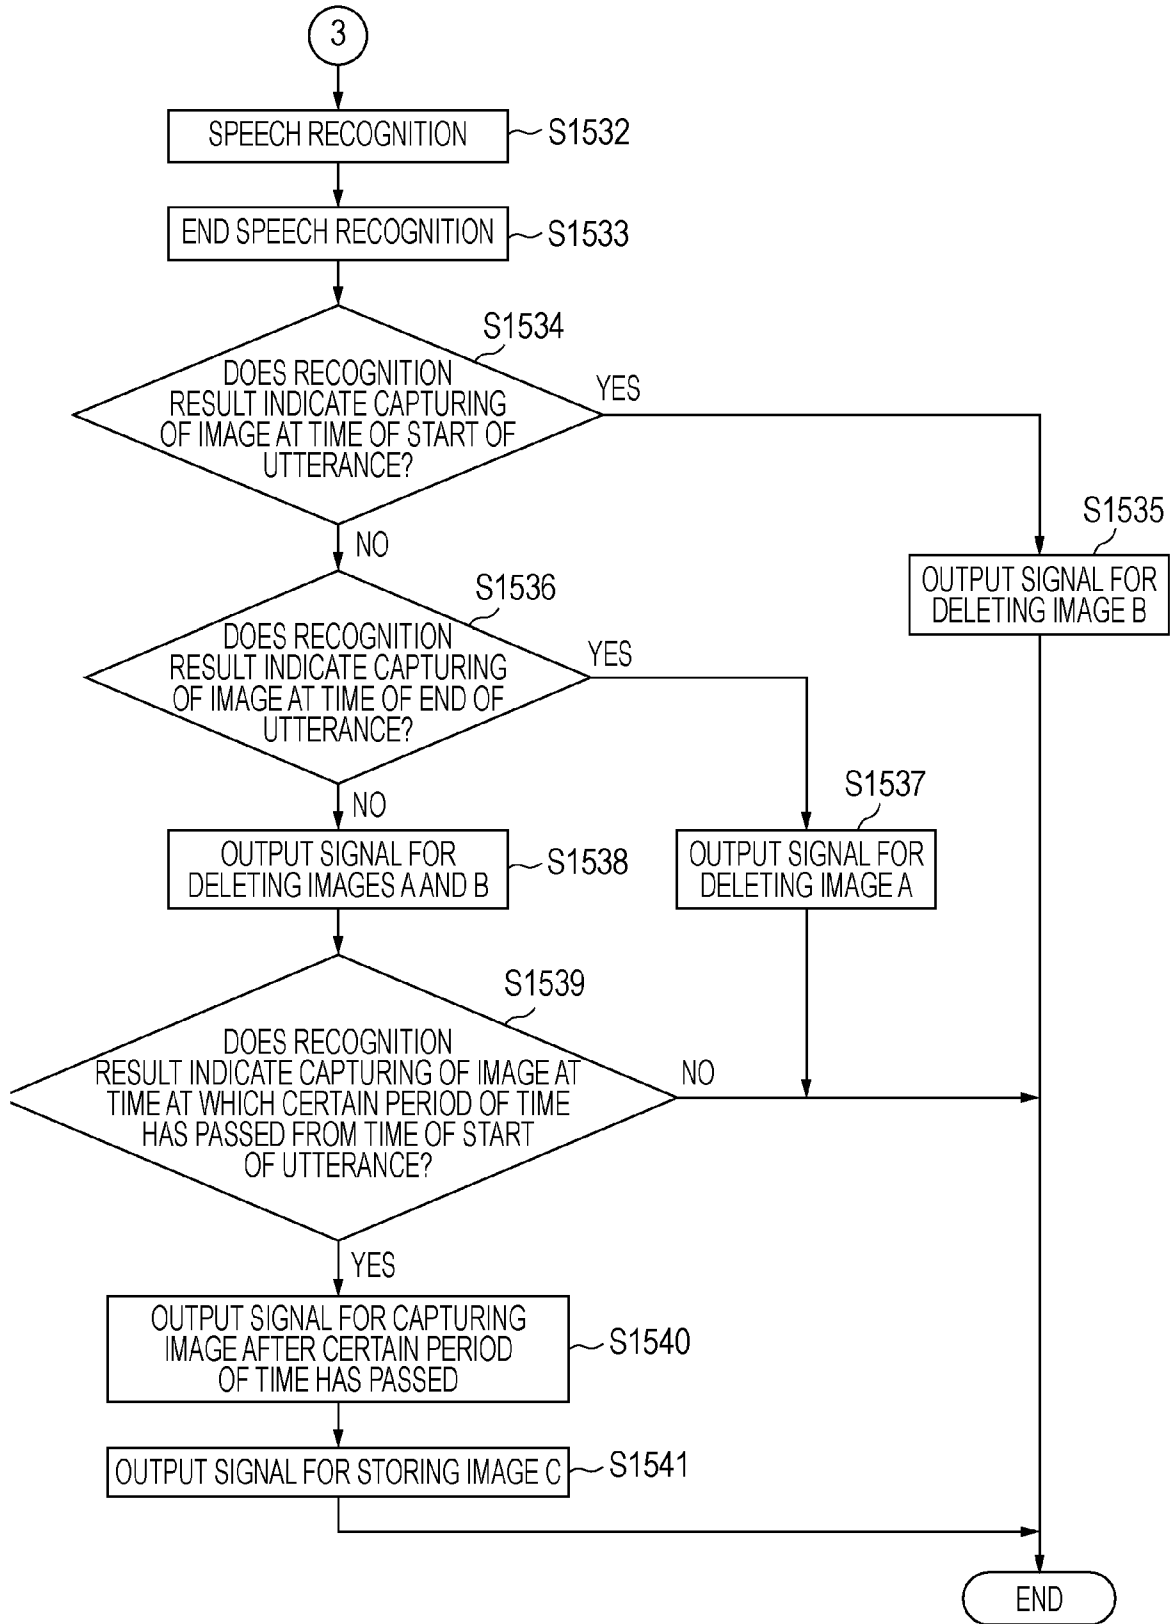 3
SPEECH RECOGNITION
S1532
END SPEECH RECOGNITION
S1533
S1534
DOES RECOGNITION
RESULT INDICATE CAPTURING
OF IMAGE AT TIME OF START OF
UTTERANCE?
YES
NO
S1535
OUTPUT SIGNAL FOR
DELETING IMAGE B
S1536
DOES RECOGNITION
RESULT INDICATE CAPTURING
OF IMAGE AT TIME OF END OF
UTTERANCE?
YES
NO
S1537
OUTPUT SIGNAL FOR
DELETING IMAGE A
OUTPUT SIGNAL FOR
DELETING IMAGES A AND B
S1538
S1539
DOES RECOGNITION
RESULT INDICATE CAPTURING OF IMAGE AT
TIME AT WHICH CERTAIN PERIOD OF TIME
HAS PASSED FROM TIME OF START
OF UTTERANCE?
NO
YES
OUTPUT SIGNAL FOR CAPTURING
IMAGE AFTER CERTAIN PERIOD
OF TIME HAS PASSED
S1540
OUTPUT SIGNAL FOR STORING IMAGE C
S1541
END